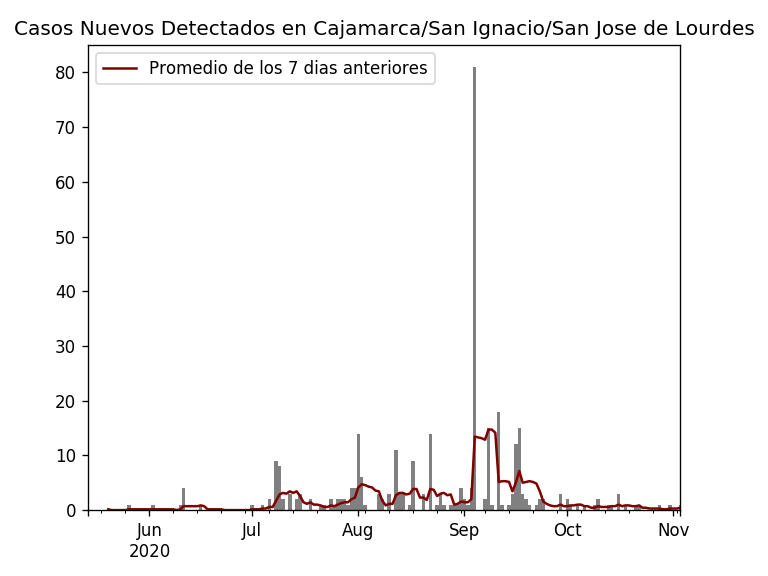 Casos Nuevos Detectados en Cajamarca/San Ignacio/San Jose de Lourdes
Promedio de los 7 dias anteriores
80
70
60
50
40
30
20
10
0
Jun
2020
Jul
Aug
Sep
Oct
Nov